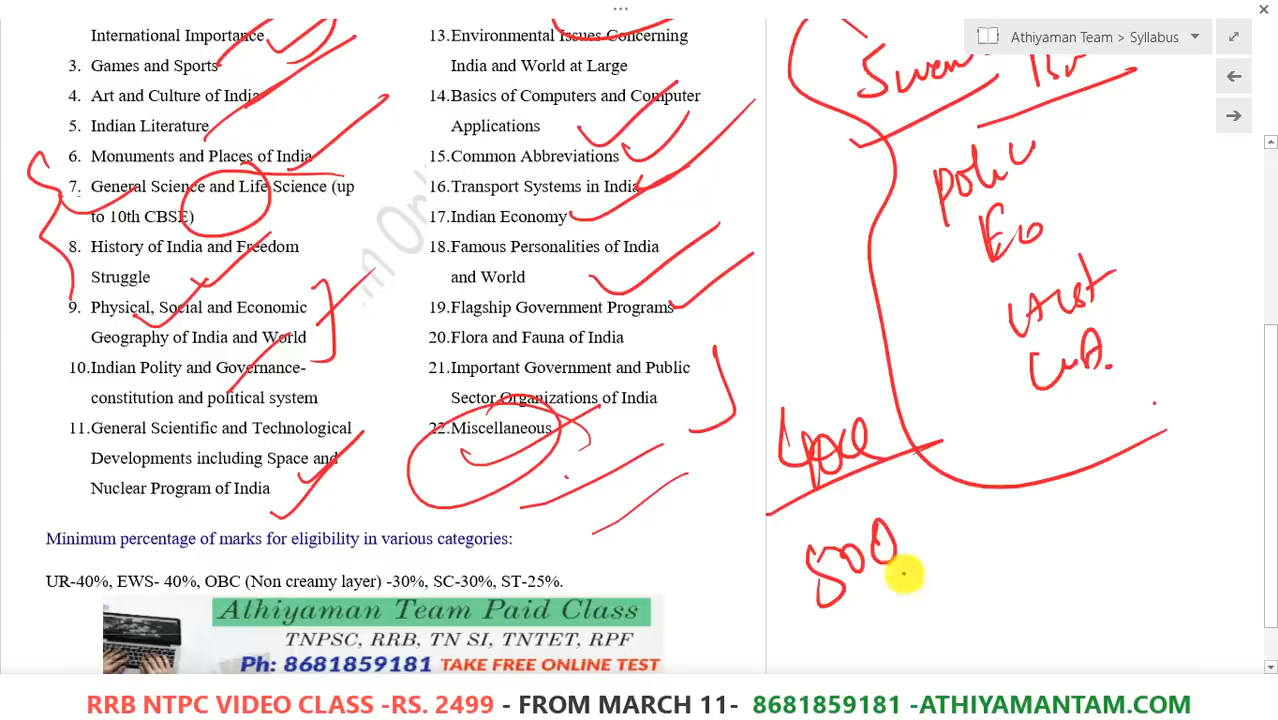 Athiyaman Team > Syllabus
International Importance
3. Games and Sports
4. Art and Culture of India
5. Indian Literature
6. Monuments and Places of India
7. General Science and Life Science (up
to 10th CBSE)
8. History of India and Freedom
Struggle
9. Physical, Social and Economic
Geography of India and World
10.Indian Polity and Governance-
constitution and political system
11.General Scientific and Technological
Developments including Space and
Nuclear Program of India
13.Environmental Issues Concerning
India and World at Large
14.Basics of Computers and Computer
Applications
15.Common Abbreviations
16.Transport Systems in India
17.Indian Economy
18.Famous Personalities of India
and World
19.Flagship Government Programs
20.Flora and Fauna of India
21.Important Government and Public
Sector Organizations of India
22.Miscellaneous
Minimum percentage of marks for eligibility in various categories:
UR-40%, EWS- 40%, OBC (Non creamy layer) -30%, SC-30%, ST-25%.
Athiyaman Team Paid Class
TNPSC, RRB, TN SI, TNTET, RPF
Ph: 8681859181 TAKE FREE ONLINE TEST
Eco
Hist
500
RRB NTPC VIDEO CLASS -RS. 2499 - FROM MARCH 11- 8681859181 -ATHIYAMANTAM.COM